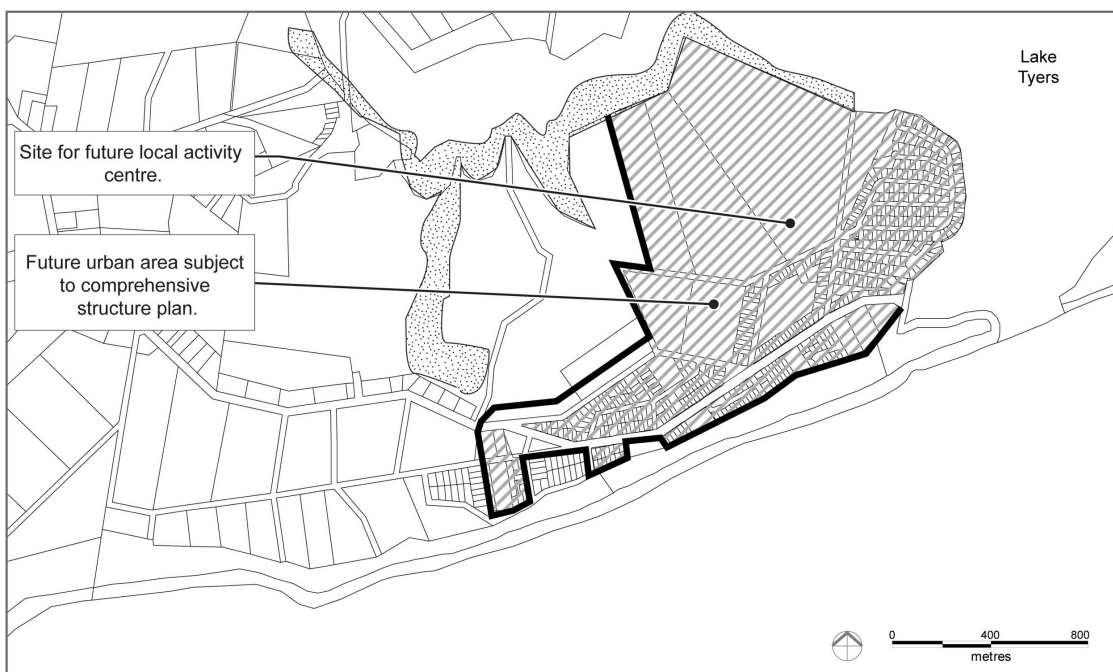 Lake
Tyers
Site for future local activity
centre.
Future urban area subject
to comprehensive
structure plan.
0 400 800
metres